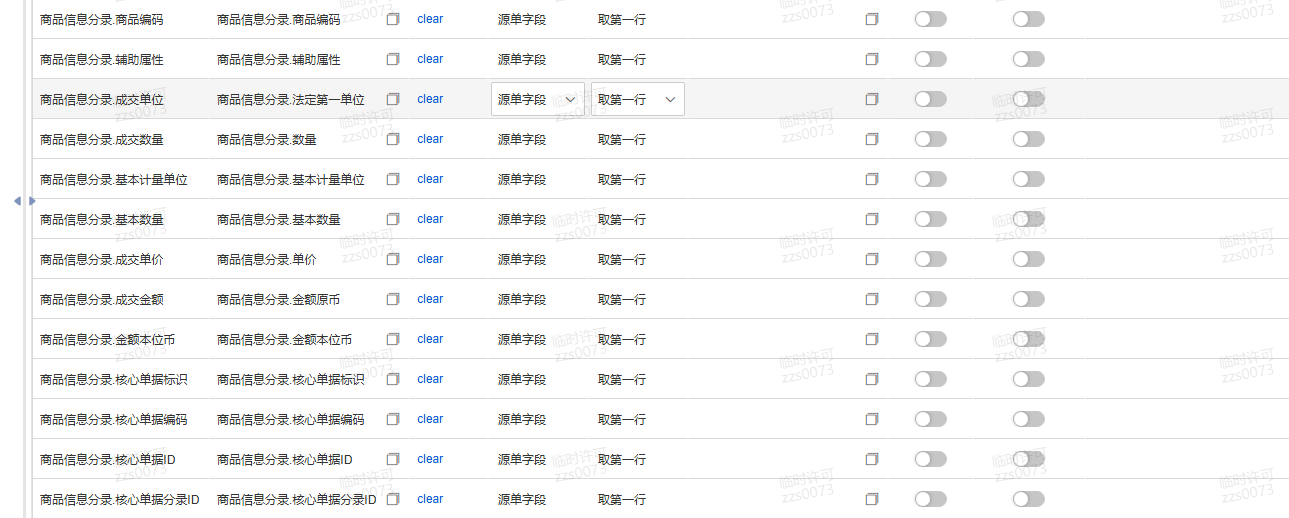 商品信息分录.商品编码 商品信息分录.商品编码 clear 源单字段 取第一行
商品信息分录.辅助属性 商品信息分录.辅助属性 clear 源单字段 取第一行
商品信息分录.成交单位 商品信息分录.法定第一单位 clear 源单字段 取第一行
商品信息分录.成交数量 商品信息分录.数量 clear 源单字段 取第一行
商品信息分录.基本计量单位 商品信息分录.基本计量单位 clear 源单字段 取第一行
商品信息分录.基本数量 商品信息分录.基本数量 clear 源单字段 取第一行
商品信息分录.成交单价 商品信息分录.单价 clear 源单字段 取第一行
商品信息分录.成交金额 商品信息分录.金额原币 clear 源单字段 取第一行
商品信息分录.金额本位币 商品信息分录.金额本位币 clear 源单字段 取第一行
商品信息分录.核心单据标识 商品信息分录.核心单据标识 clear 源单字段 取第一行
商品信息分录.核心单据编码 商品信息分录.核心单据编码 clear 源单字段 取第一行
商品信息分录.核心单据ID 商品信息分录.核心单据ID clear 源单字段 取第一行
商品信息分录.核心单据分录ID 商品信息分录.核心单据分录ID clear 源单字段 取第一行
临时许可
zzs0073